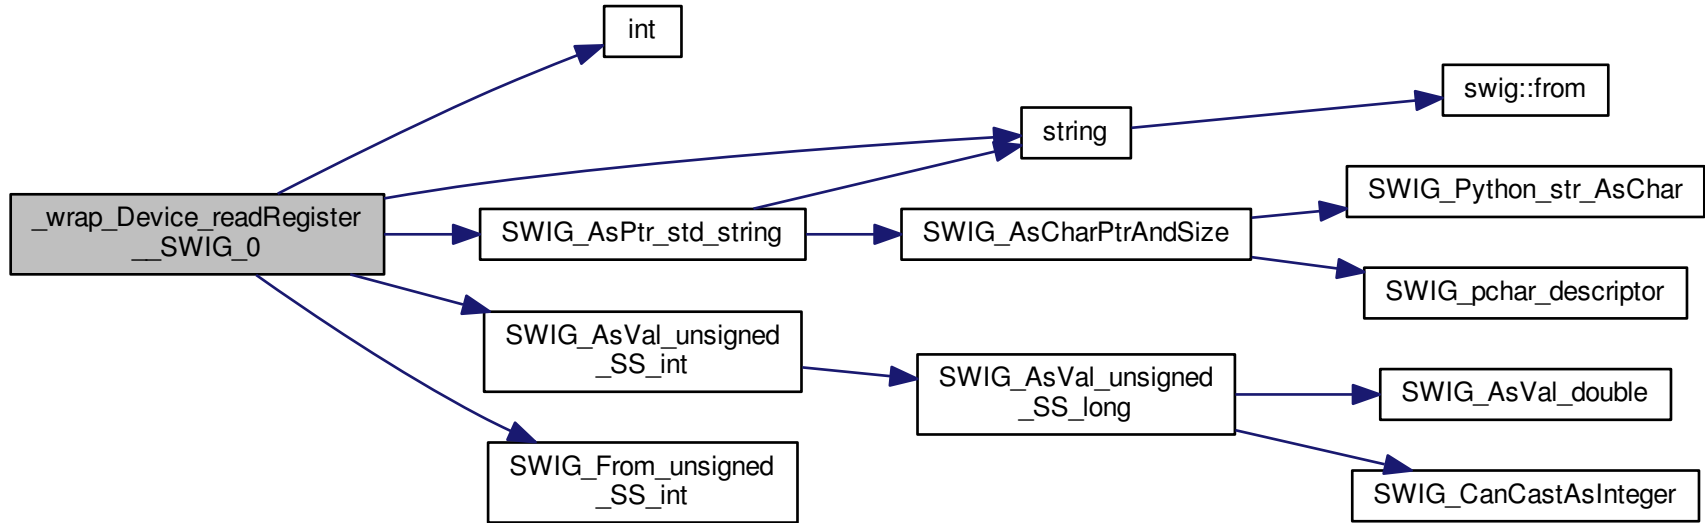 int
swig::from
string
SWIG_Python_str_AsChar
_wrap_Device_readRegister
__SWIG_0
SWIG_AsPtr_std_string
SWIG_AsCharPtrAndSize
SWIG_pchar_descriptor
SWIG_AsVal_unsigned
_SS_int
SWIG_AsVal_unsigned
_SS_long
SWIG_AsVal_double
SWIG_From_unsigned
_SS_int
SWIG_CanCastAsInteger